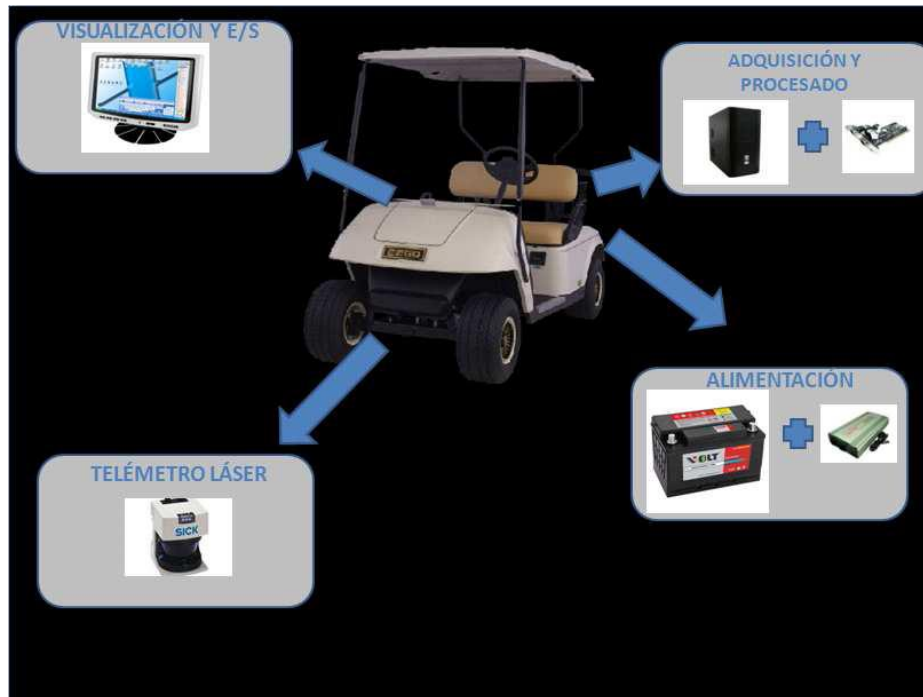 VISUALIZACIÓN Y E/S
ADQUISICIÓN Y
PROCESADO
EZGO
ALIMENTACIÓN
VOLT
TELÉMETRO LÁSER
SICK